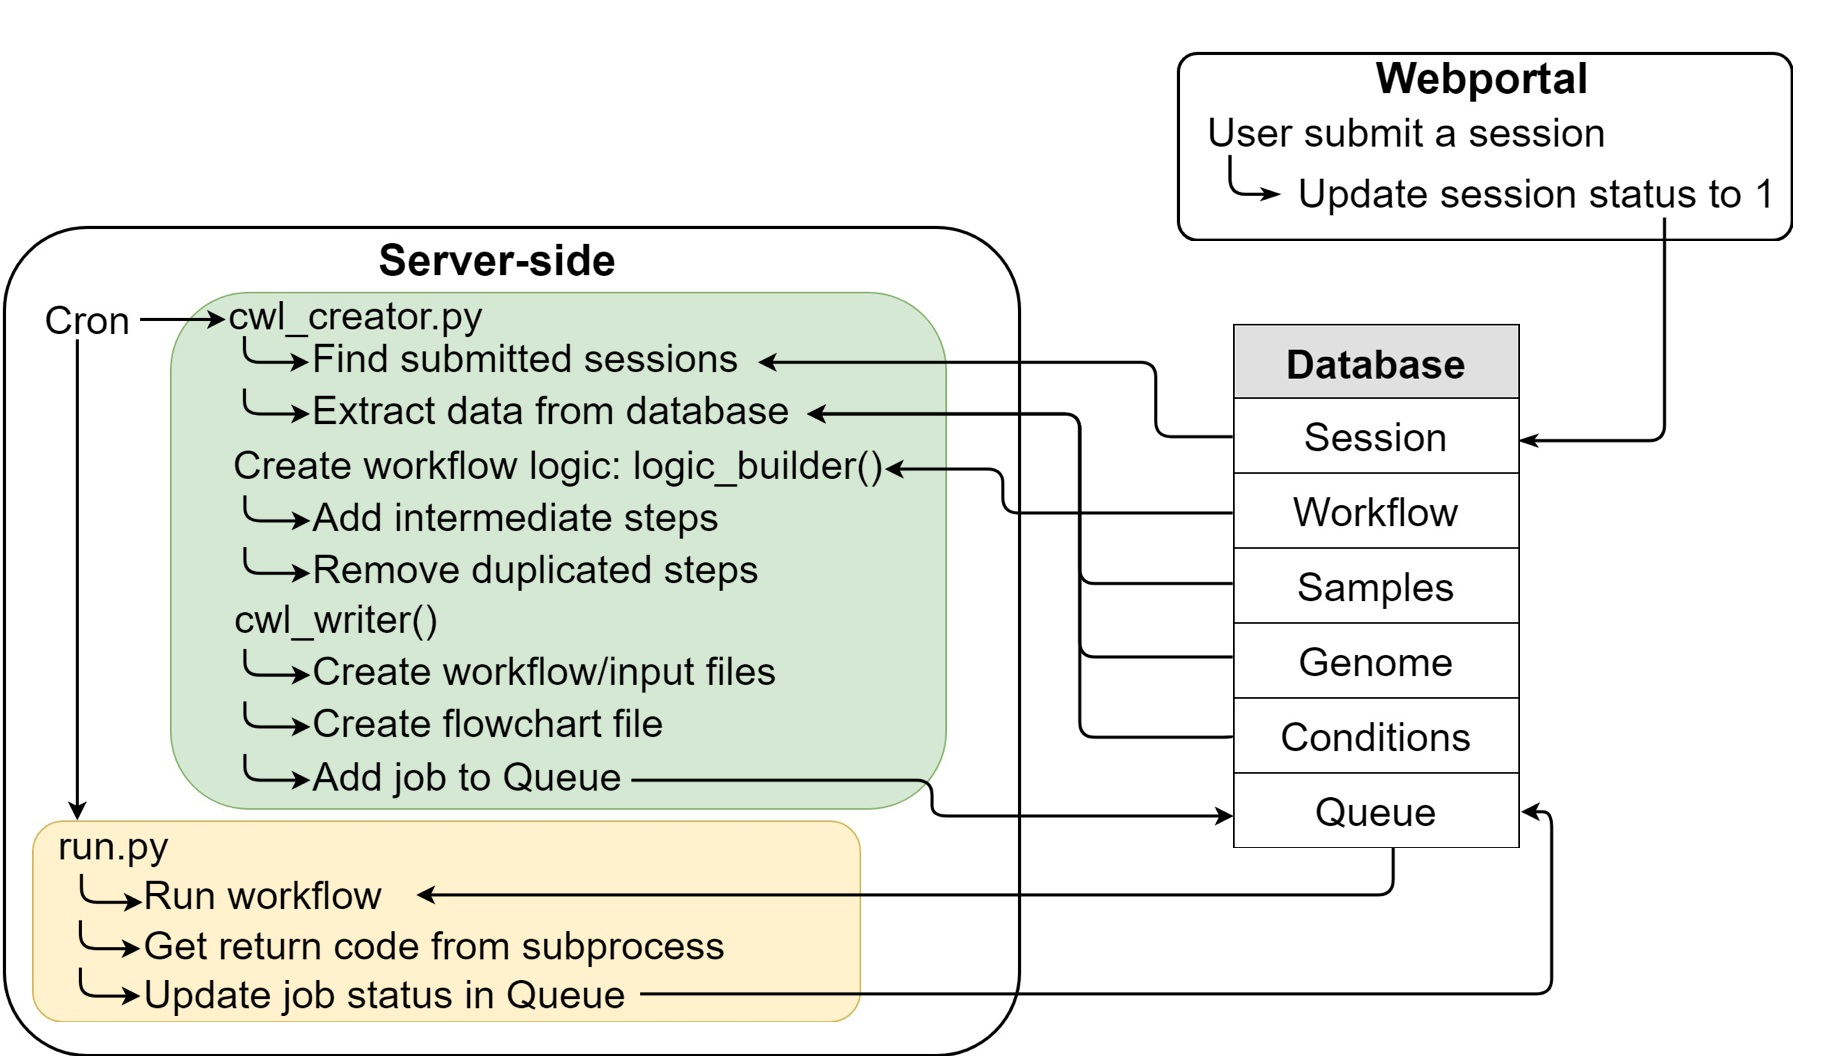 Webportal
User submit a session
Update session status to 1
Server-side
Cron
cwl_creator.py
Find submitted sessions
Extract data from database
Create workflow logic: logic_builder()
Add intermediate steps
Remove duplicated steps
cwl_writer()
Create workflow/input files
Create flowchart file
Add job to Queue
run.py
Run workflow
Get return code from subprocess
Update job status in Queue
Database
Session
Workflow
Samples
Genome
Conditions
Queue